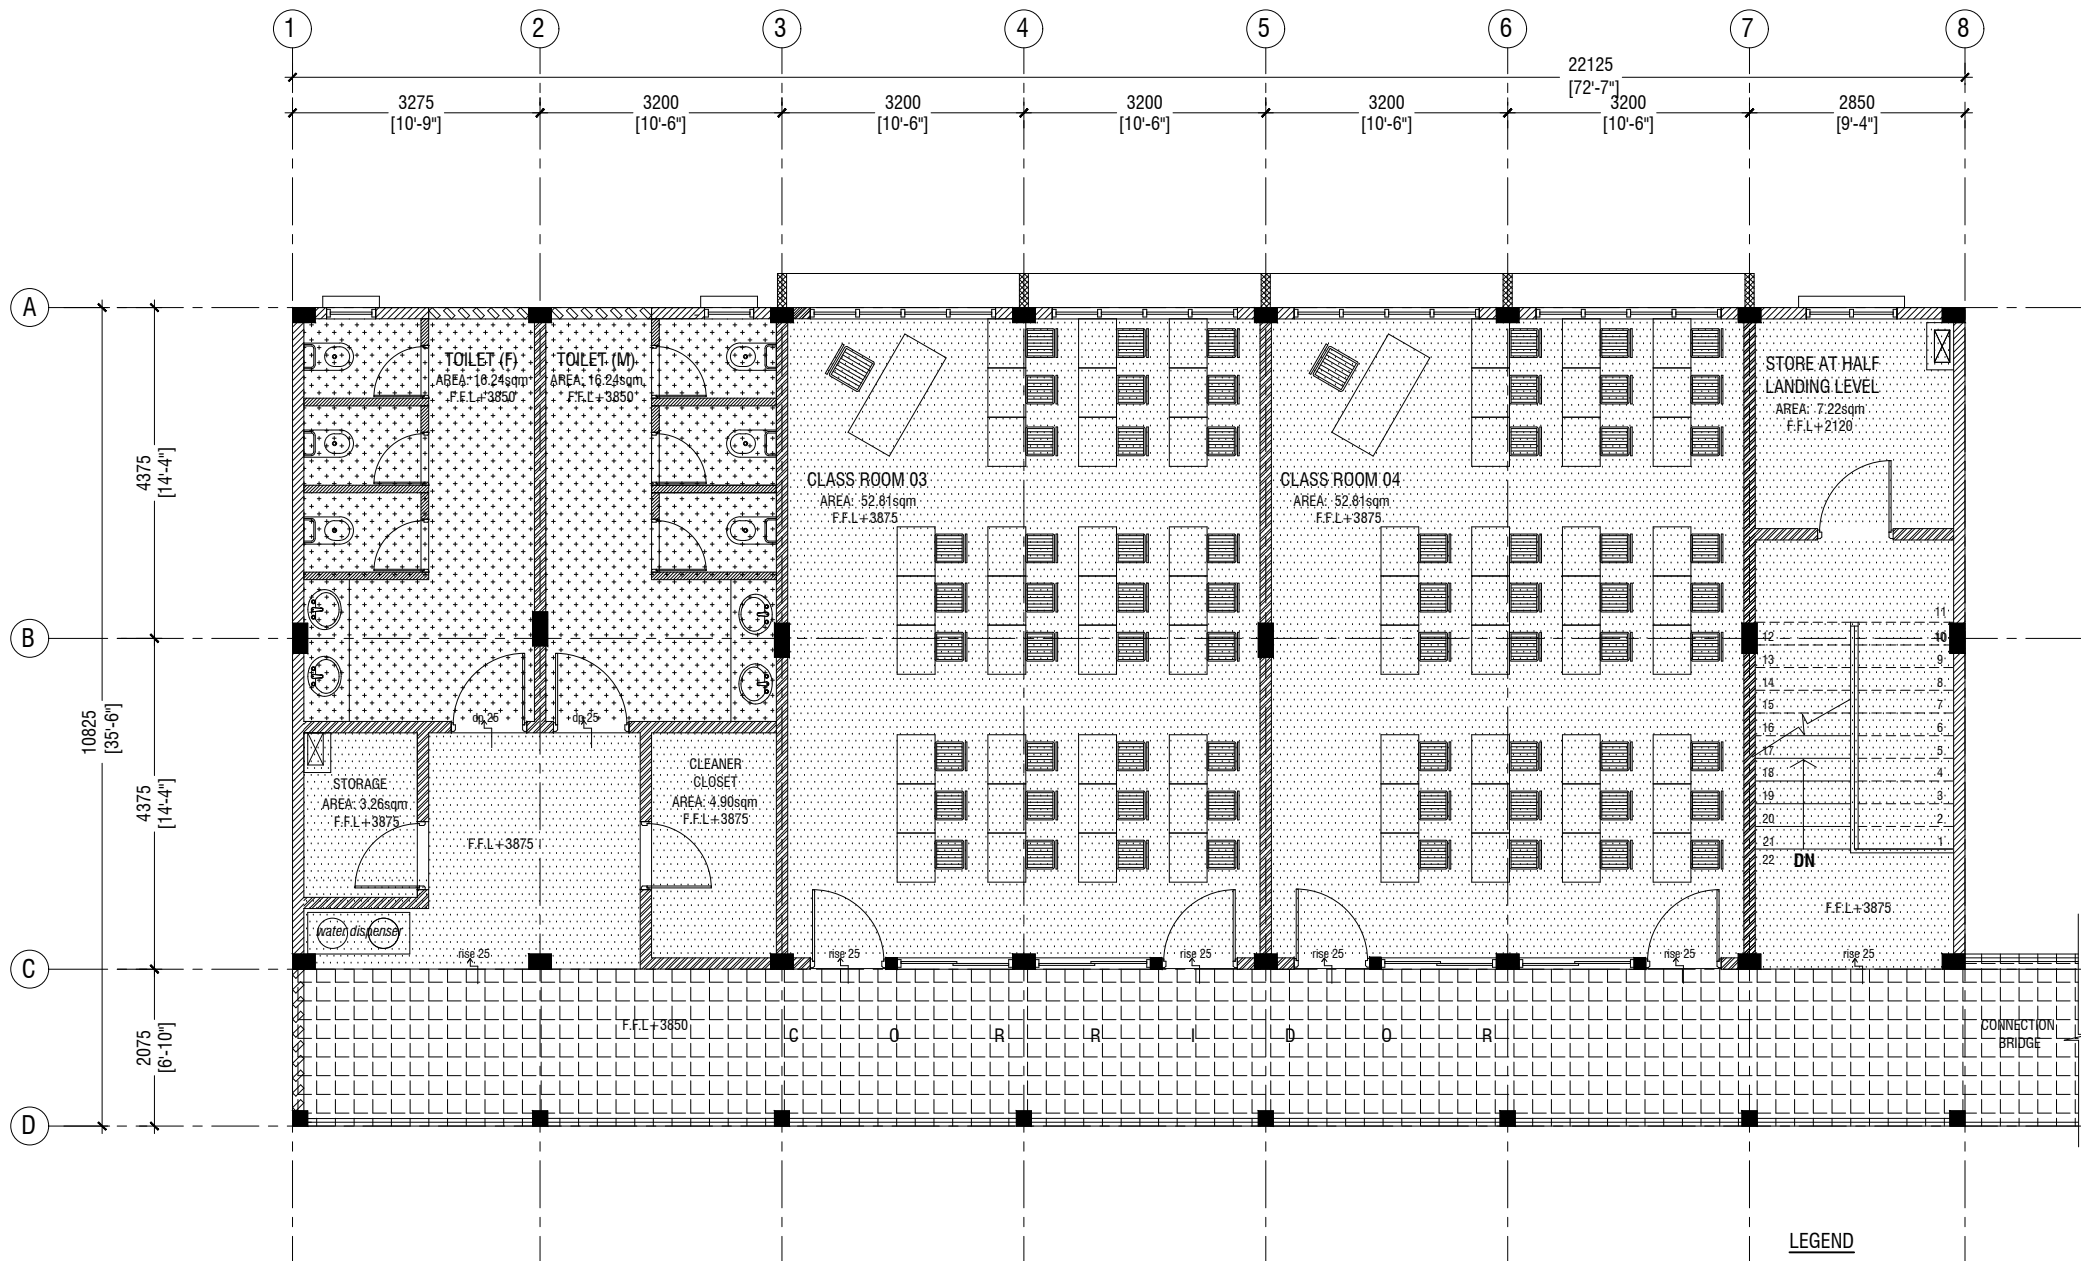 1 2 3 4 5 6 7 8
22125
[72'-7"]
3275 3200 3200 3200 3200 3200 2850
[10'-9"] [10'-6"] [10'-6"] [10'-6"] [10'-6"] [10'-6"] [9'-4"]
A
B
C
D
10825
[35'-6"]
4375
[14'-4"]
4375
[14'-4"]
2075
[6'-10"]
TOILET (F)
AREA: 16.24sqm
F.F.L+3850
TOILET (M)
AREA: 16.24sqm
F.F.L+3850
CLASS ROOM 03
AREA: 52.81sqm
F.F.L+3875
CLASS ROOM 04
AREA: 52.81sqm
F.F.L+3875
STORE AT HALF
LANDING LEVEL
AREA: 7.22sqm
F.F.L+2120
dp 25
dp 25
STORAGE
AREA: 3.26sqm
F.F.L+3875
F.F.L+3875
CLEANER
CLOSET
AREA: 4.90sqm
F.F.L+3875
water dispenser
11
12 10
13 9
14 8
15 7
16 6
17 5
18 4
19 3
20 2
21 1
22 DN
F.F.L+3875
rise 25
rise 25
rise 25
rise 25
rise 25
rise 25
F.F.L+3850
C O R R I D O R
CONNECTION
BRIDGE
LEGEND